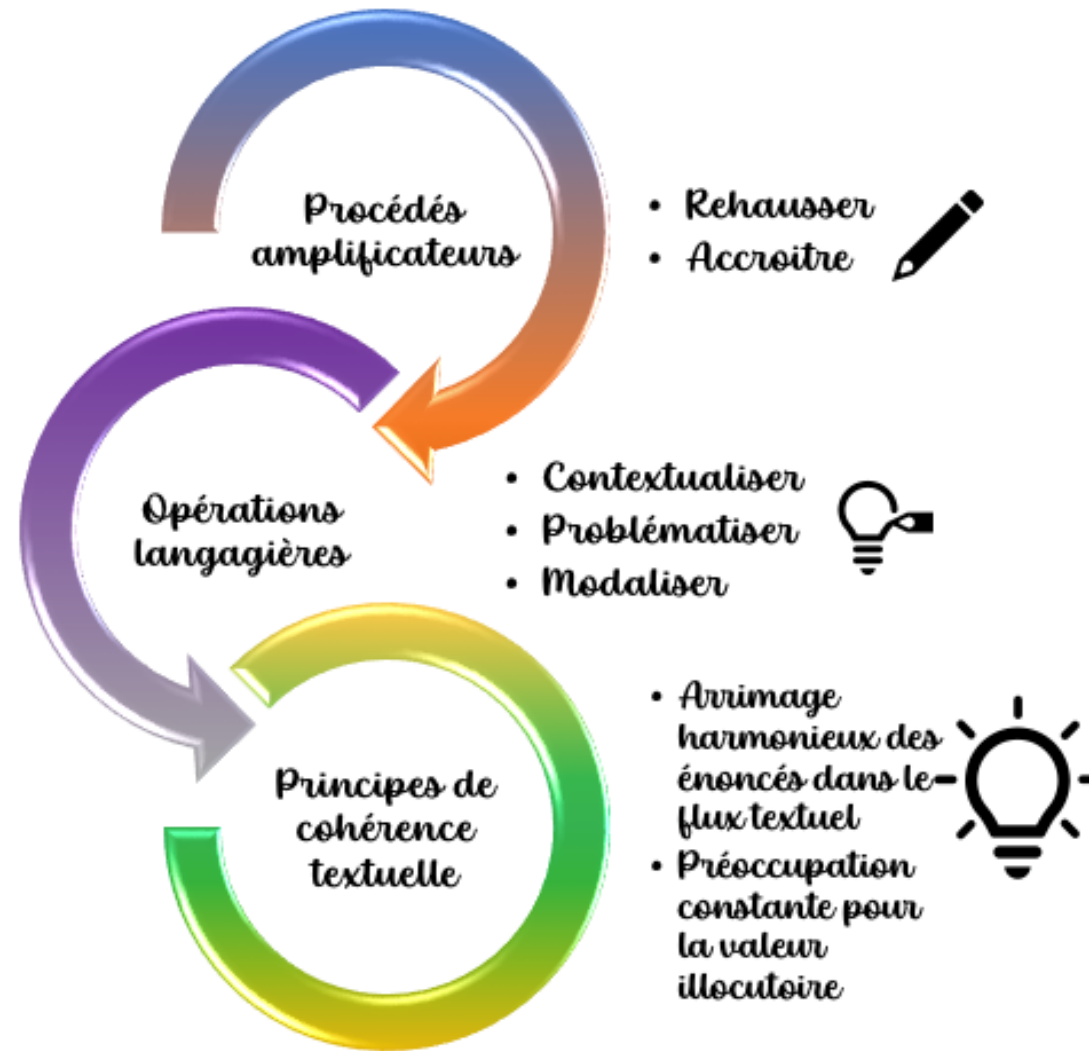 Procédés
amplificateurs
• Rehausser
• Accroitre
Opérations
langagières
• Contextualiser
• Problématiser
• Modaliser
Principes de
cohérence
textuelle
• Arrimage
harmonieux des
énoncés dans le
flux textuel
• Préoccupation
constante pour
la valeur
illocutoire